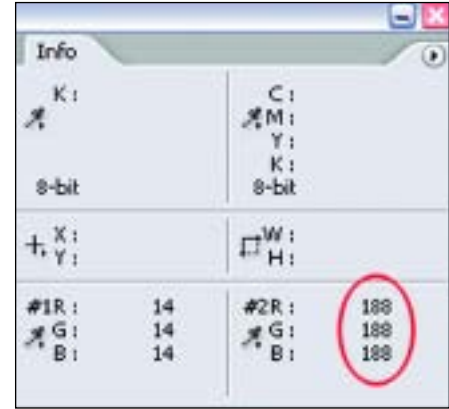 Info
K :
8-bit
C :
M :
Y :
K :
8-bit
X :
Y :
W :
H :
#1R : 14
G : 14
B : 14
#2R : 188
G : 188
B : 188